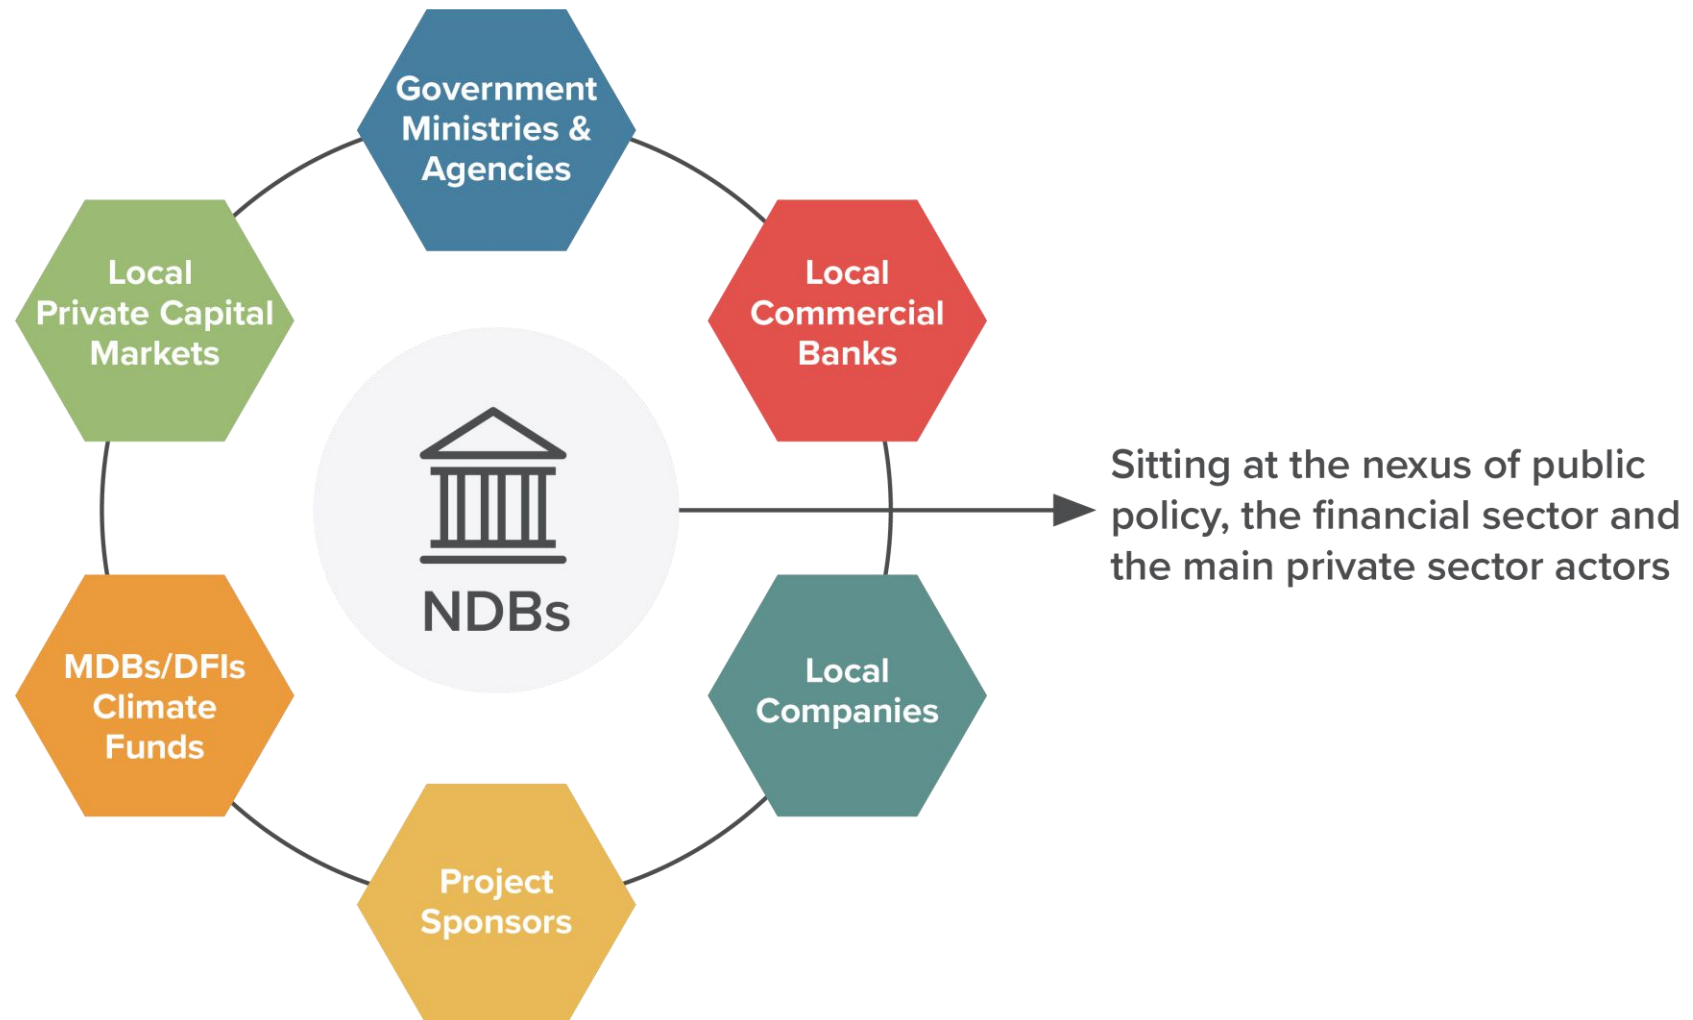 Government
Ministries &
Agencies
Local
Commercial
Banks
Local
Private Capital
Markets
NDBs
Sitting at the nexus of public
policy, the financial sector and
the main private sector actors
MDBs/DFIs
Climate
Funds
Local
Companies
Project
Sponsors